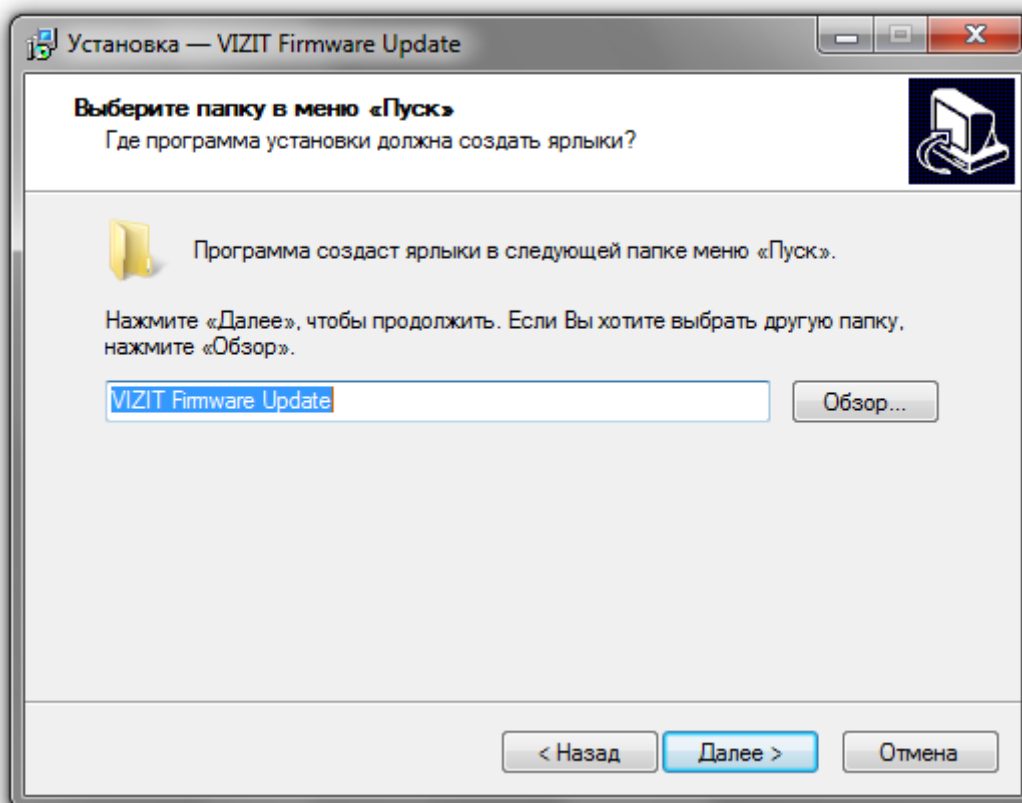 Установка — VIZIT Firmware Update
Выберите папку в меню «Пуск»
Где программа установки должна создать ярлыки?
Программа создаст ярлыки в следующей папке меню «Пуск».
Нажмите «Далее», чтобы продолжить. Если Вы хотите выбрать другую папку,
нажмите «Обзор».
VIZIT Firmware Update
Обзор...
< Назад
Далее >
Отмена